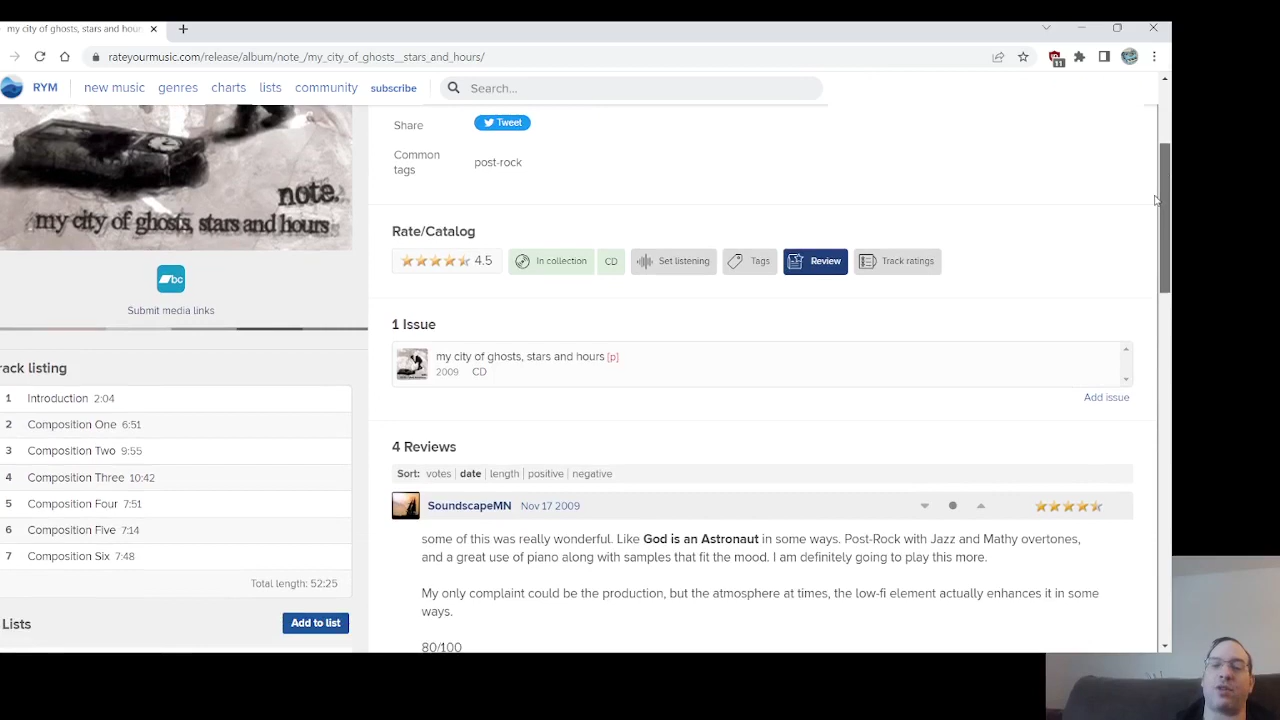 my city of ghosts, stars and hour
rateyourmusic.com/release/album/note_/my_city_of_ghosts__stars_and_hours/
11
RYM
new music
genres
charts
lists
community
subscribe
Search...
Share
Tweet
Common
tags
post-rock
note.
my city of ghosts, stars and hours
bc
Submit media links
Rate/Catalog
4.5
In collection
CD
Set listening
Tags
Review
Track ratings
1 Issue
my city of ghosts, stars and hours [p]
2009 CD
Add issue
rack listing
1 Introduction 2:04
2 Composition One 6:51
3 Composition Two 9:55
4 Composition Three 10:42
5 Composition Four 7:51
6 Composition Five 7:14
7 Composition Six 7:48
Total length: 52:25
Lists
Add to list
4 Reviews
Sort: votes date length positive negative
SoundscapeMN Nov 17 2009
some of this was really wonderful. Like God is an Astronaut in some ways. Post-Rock with Jazz and Mathy overtones,
and a great use of piano along with samples that fit the mood. I am definitely going to play this more.
My only complaint could be the production, but the atmosphere at times, the low-fi element actually enhances it in some
ways.
80/100